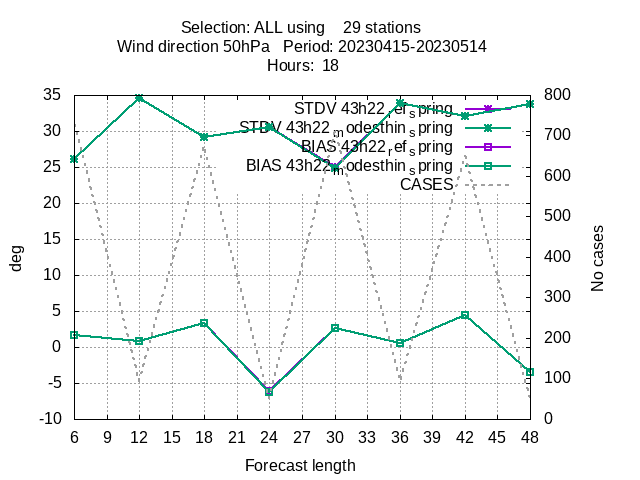 Selection: ALL using    29 stations
Wind direction 50hPa   Period: 20230415-20230514
Hours:  18
STDV 43h22_ref_spring
STDV 43h22_modesthin_spring
BIAS 43h22_ref_spring
BIAS 43h22_modesthin_spring
CASES
35
30
25
20
15
10
5
0
-5
-10
deg
800
700
600
500
400
300
200
100
0
No cases
6 9 12 15 18 21 24 27 30 33 36 39 42 45 48
Forecast length